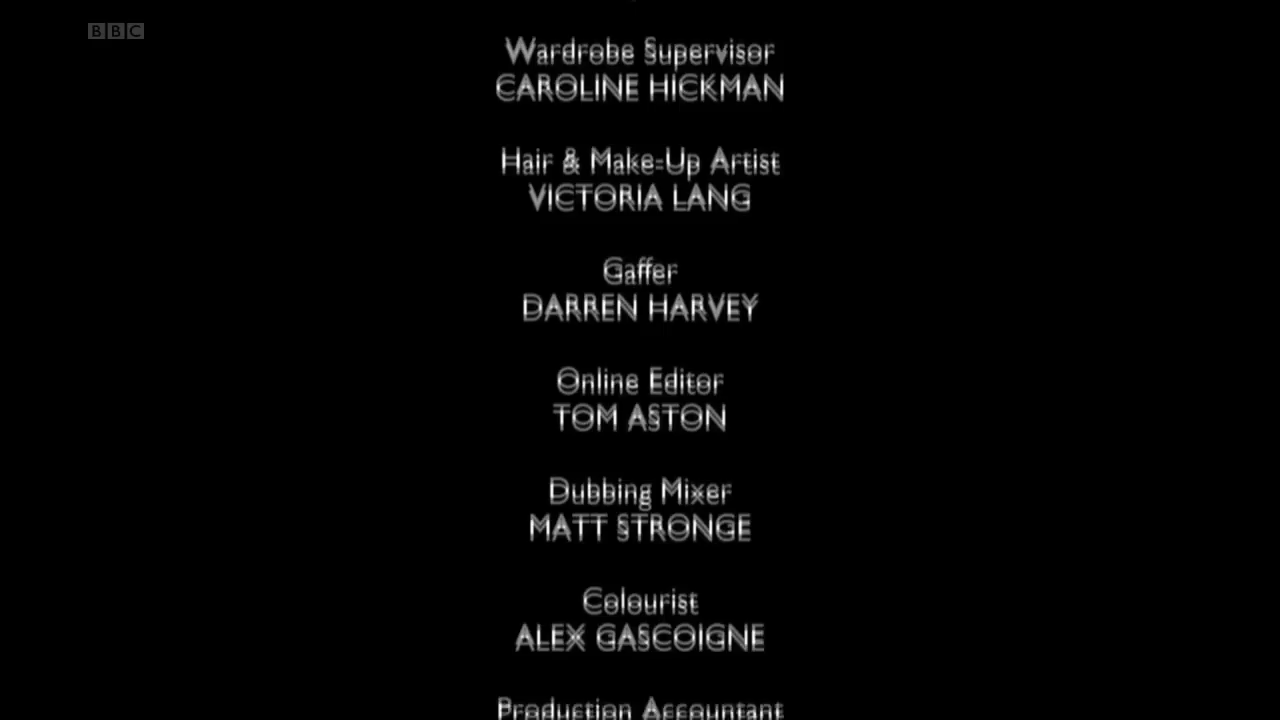 BBC
Wardrobe Supervisor
CAROLINE HICKMAN
Hair & Make-Up Artist
VICTORIA LANG
Gaffer
DARREN HARVEY
Online Editor
TOM ASTON
Dubbing Mixer
MATT STRONGE
Colourist
ALEX GASCOIGNE
Production Accountant